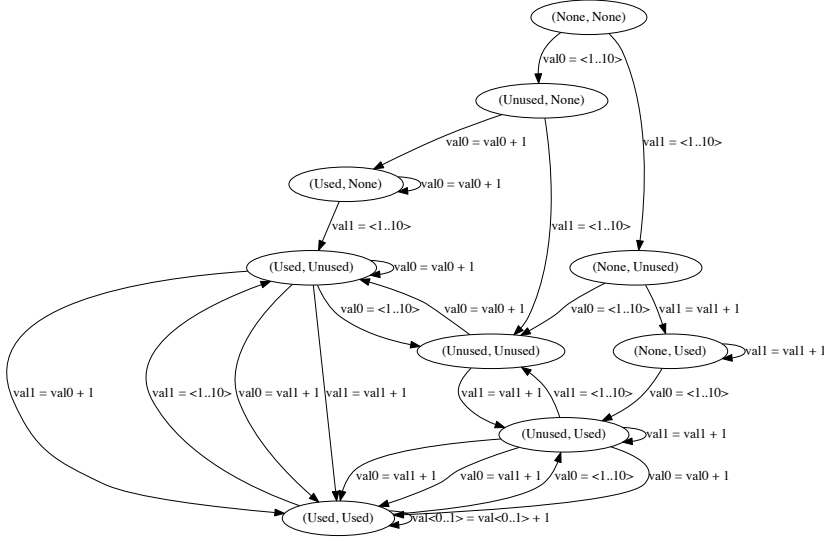 (None, None)
val0 = <1..10>
(Unused, None)
val0 = val0 + 1
val1 = <1..10>
(Used, None)
val0 = val0 + 1
val1 = <1..10>
val1 = <1..10>
(Used, Unused)
val0 = val0 + 1
(None, Unused)
val0 = <1..10>
val0 = val0 + 1
val0 = <1..10>
val1 = val1 + 1
(Unused, Unused)
(None, Used)
val1 = val1 + 1
val1 = val0 + 1
val1 = <1..10>
val0 = val1 + 1
val1 = val1 + 1
val1 = val1 + 1
val1 = <1..10>
val0 = <1..10>
(Unused, Used)
val1 = val1 + 1
val0 = val1 + 1
val0 = val1 + 1
val0 = <1..10>
val0 = val0 + 1
(Used, Used)
val<0..1> = val<0..1> + 1